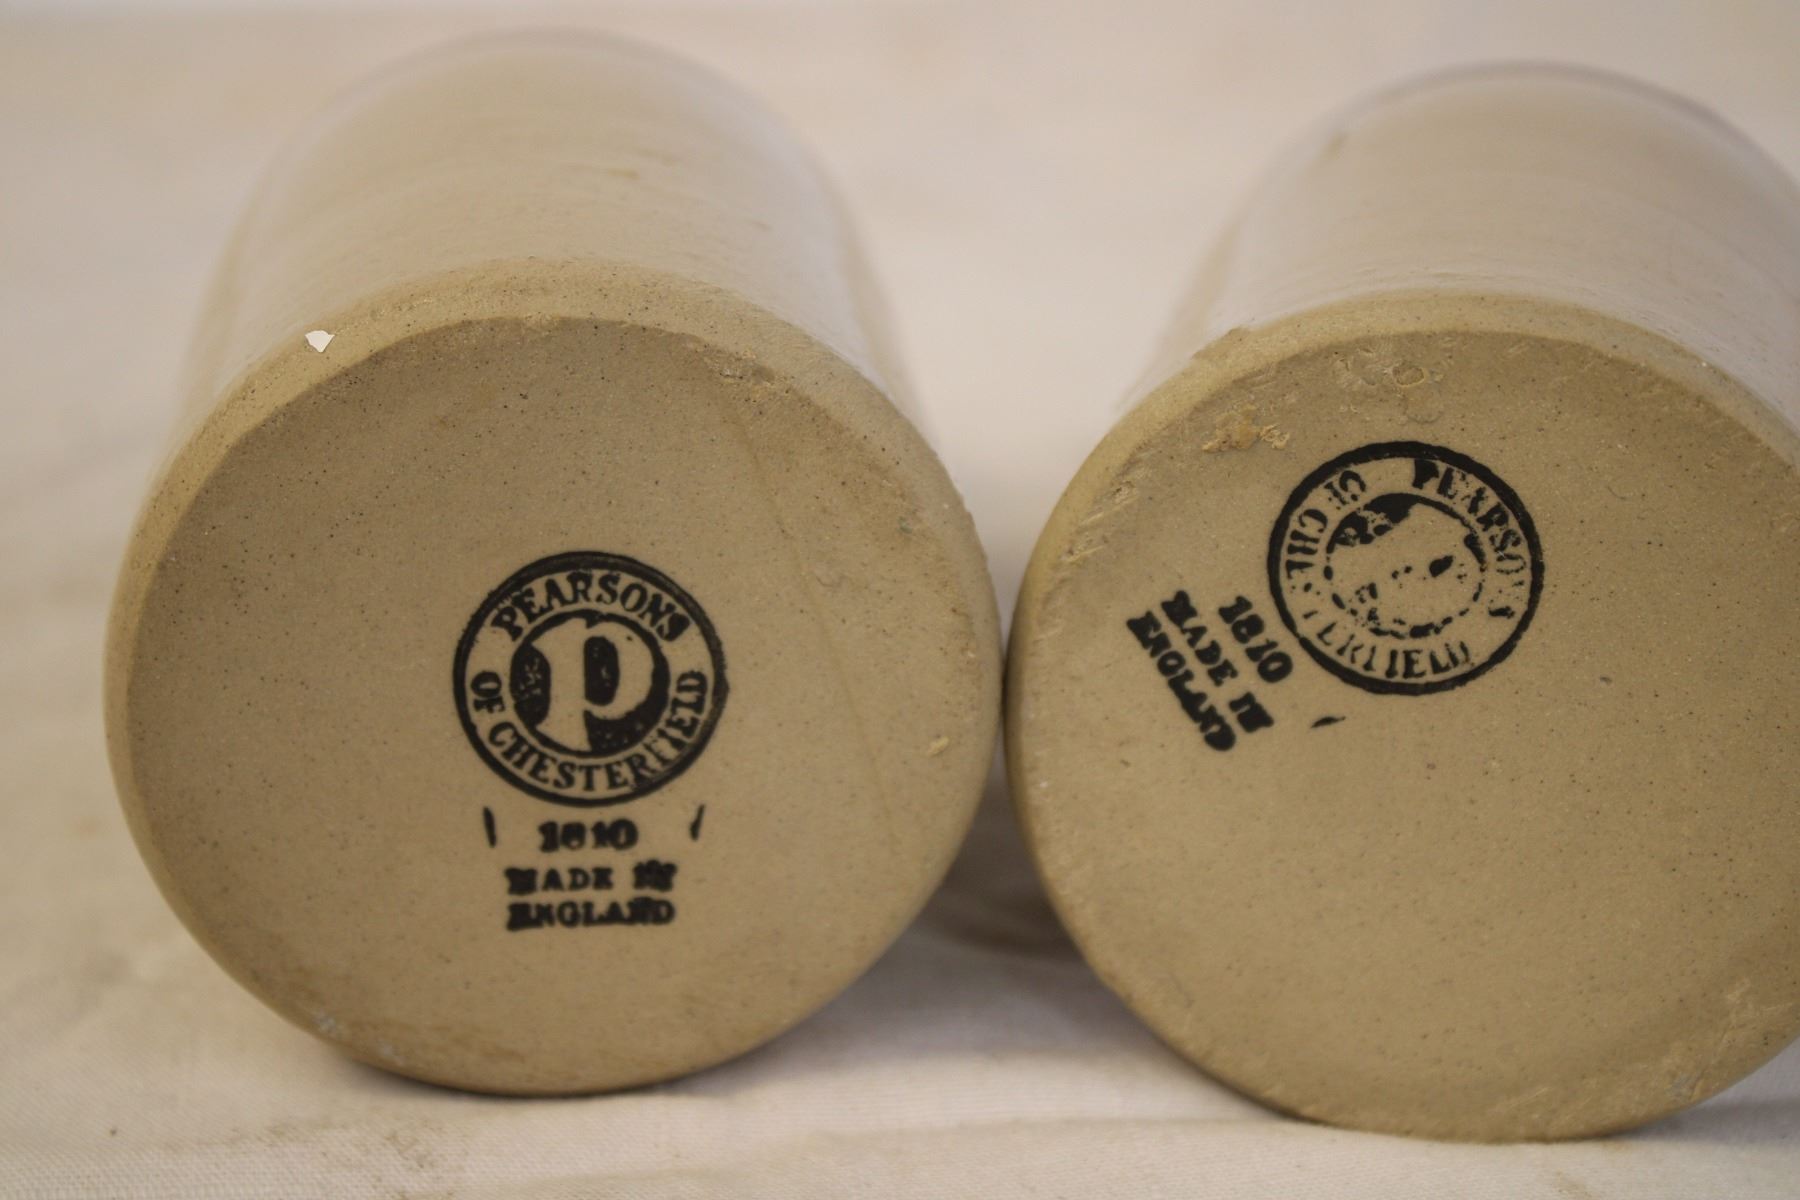 PEARSONS
P
OF CHESTERFIELD
1810
MADE IN
ENGLAND
PEARSONS
OF CHESTERFIELD
1810
MADE IN
ENGLAND